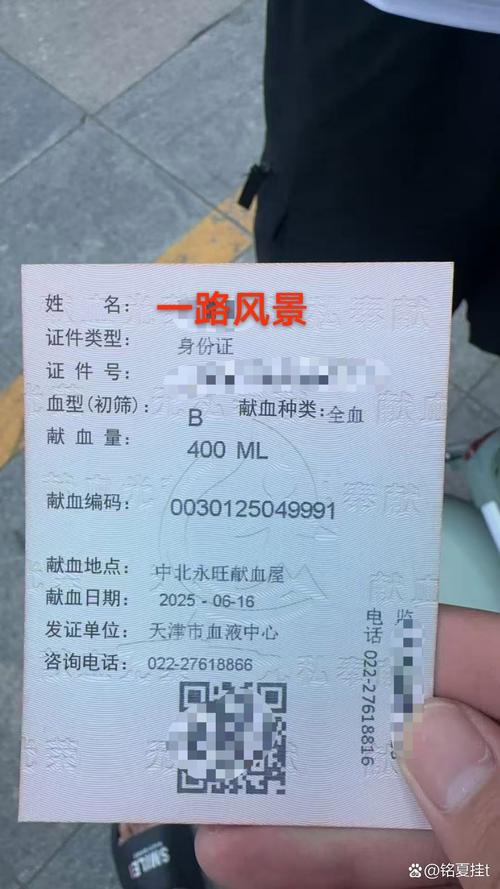 姓 名： 一路风景
证件类型： 身份证
证 件 号：
血型(初筛)： B 献血种类：全血
献 血 量： 400 ML
献血编码： 0030125049991
献血地点： 中北永旺献血屋
献血日期： 2025 - 06-16
发证单位： 天津市血液中心
咨询电话： 022-27618866
监
电话 022-27618816
SMILE
@铭夏挂t